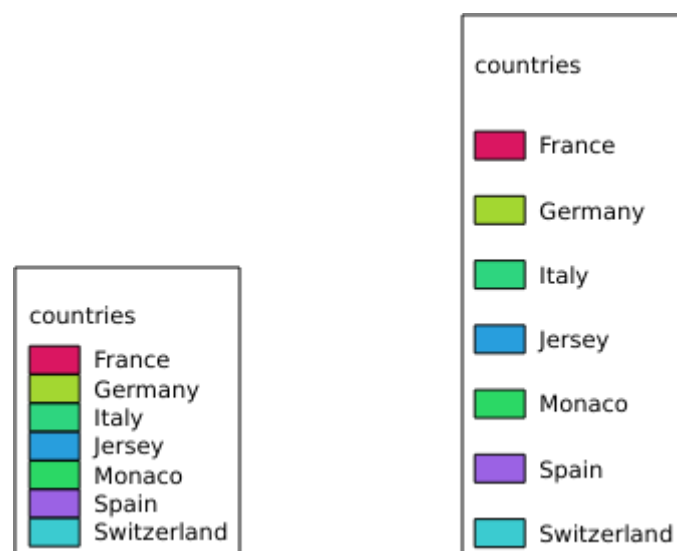 countries
France
Germany
Italy
Jersey
Monaco
Spain
Switzerland
countries
France
Germany
Italy
Jersey
Monaco
Spain
Switzerland